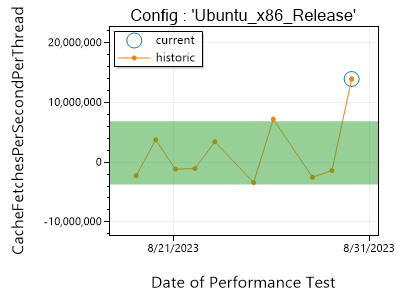 Config : 'Ubuntu_x86_Release'
CacheFetchesPerSecondPerThread
20,000,000
10,000,000
0
-10,000,000
current
historic
8/21/2023
8/31/2023
Date of Performance Test